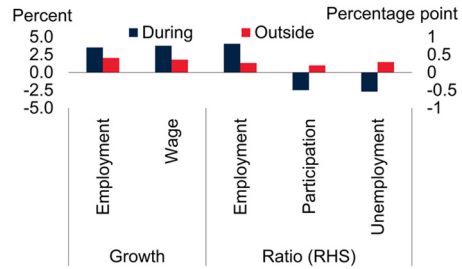 Percent
Percentage point
During
Outside
5.0
2.5
0.0
-2.5
-5.0
1
0.5
0
-0.5
-1
Employment
Wage
Employment
Participation
Unemployment
Growth
Ratio (RHS)